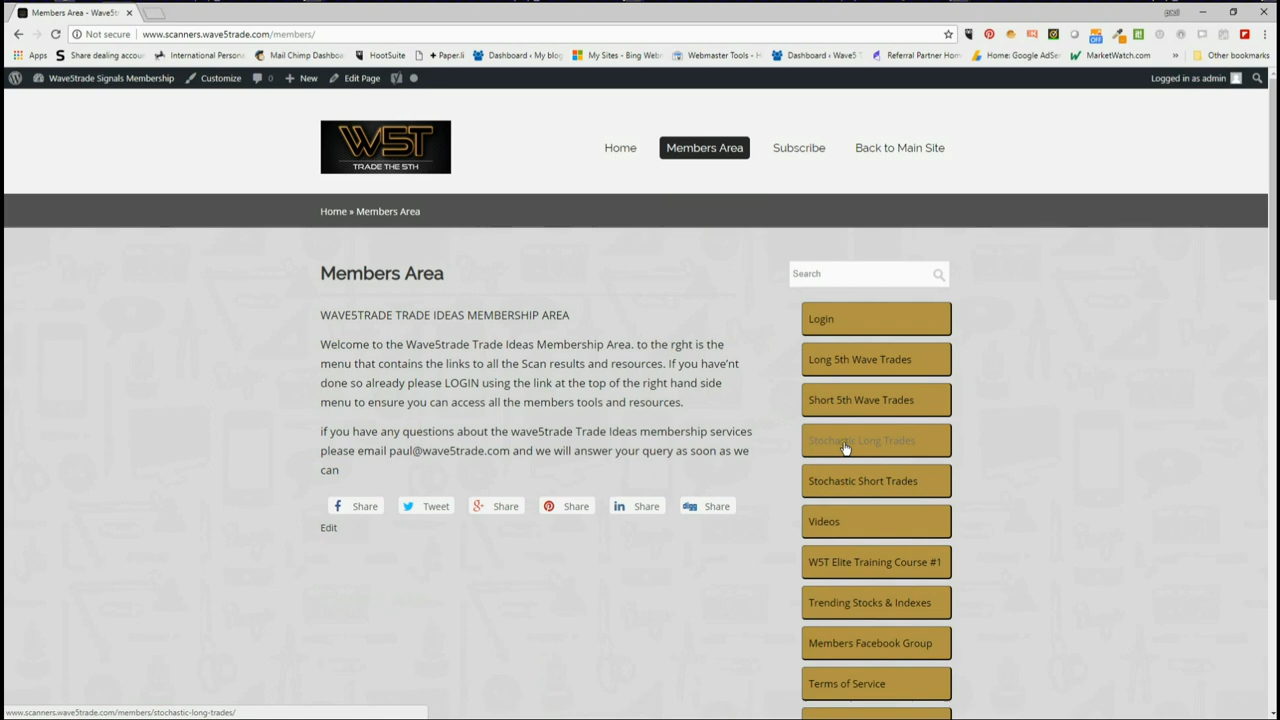 Members Area - Wave5t
Not secure
www.scanners.wave5trade.com/members/
Apps
Share dealing accou
International Person
Mail Chimp Dashbo
HootSuite
+ Paper.li
Dashboard ‹ My blog
My Sites - Bing Web
Webmaster Tools - H
Dashboard ‹ Wave5 T
Referral Partner Hom
Home: Google AdSe
MarketWatch.com
»
Other bookmarks
Wave5trade Signals Membership
Customize
0
New
Edit Page
Logged in as admin
W5T
TRADE THE 5TH
Home
Members Area
Subscribe
Back to Main Site
Home » Members Area
Members Area
WAVE5TRADE TRADE IDEAS MEMBERSHIP AREA
Welcome to the Wave5trade Trade Ideas Membership Area. to the rght is the
menu that contains the links to all the Scan results and resources. If you have'nt
done so already please LOGIN using the link at the top of the right hand side
menu to ensure you can access all the members tools and resources.
if you have any questions about the wave5trade Trade Ideas membership services
please email paul@wave5trade.com and we will answer your query as soon as we
can
Share
Tweet
Share
Share
Share
Share
Edit
Search
Login
Long 5th Wave Trades
Short 5th Wave Trades
Stochastic Long Trades
Stochastic Short Trades
Videos
W5T Elite Training Course #1
Trending Stocks & Indexes
Members Facebook Group
Terms of Service
www.scanners.wave5trade.com/members/stochastic-long-trades/